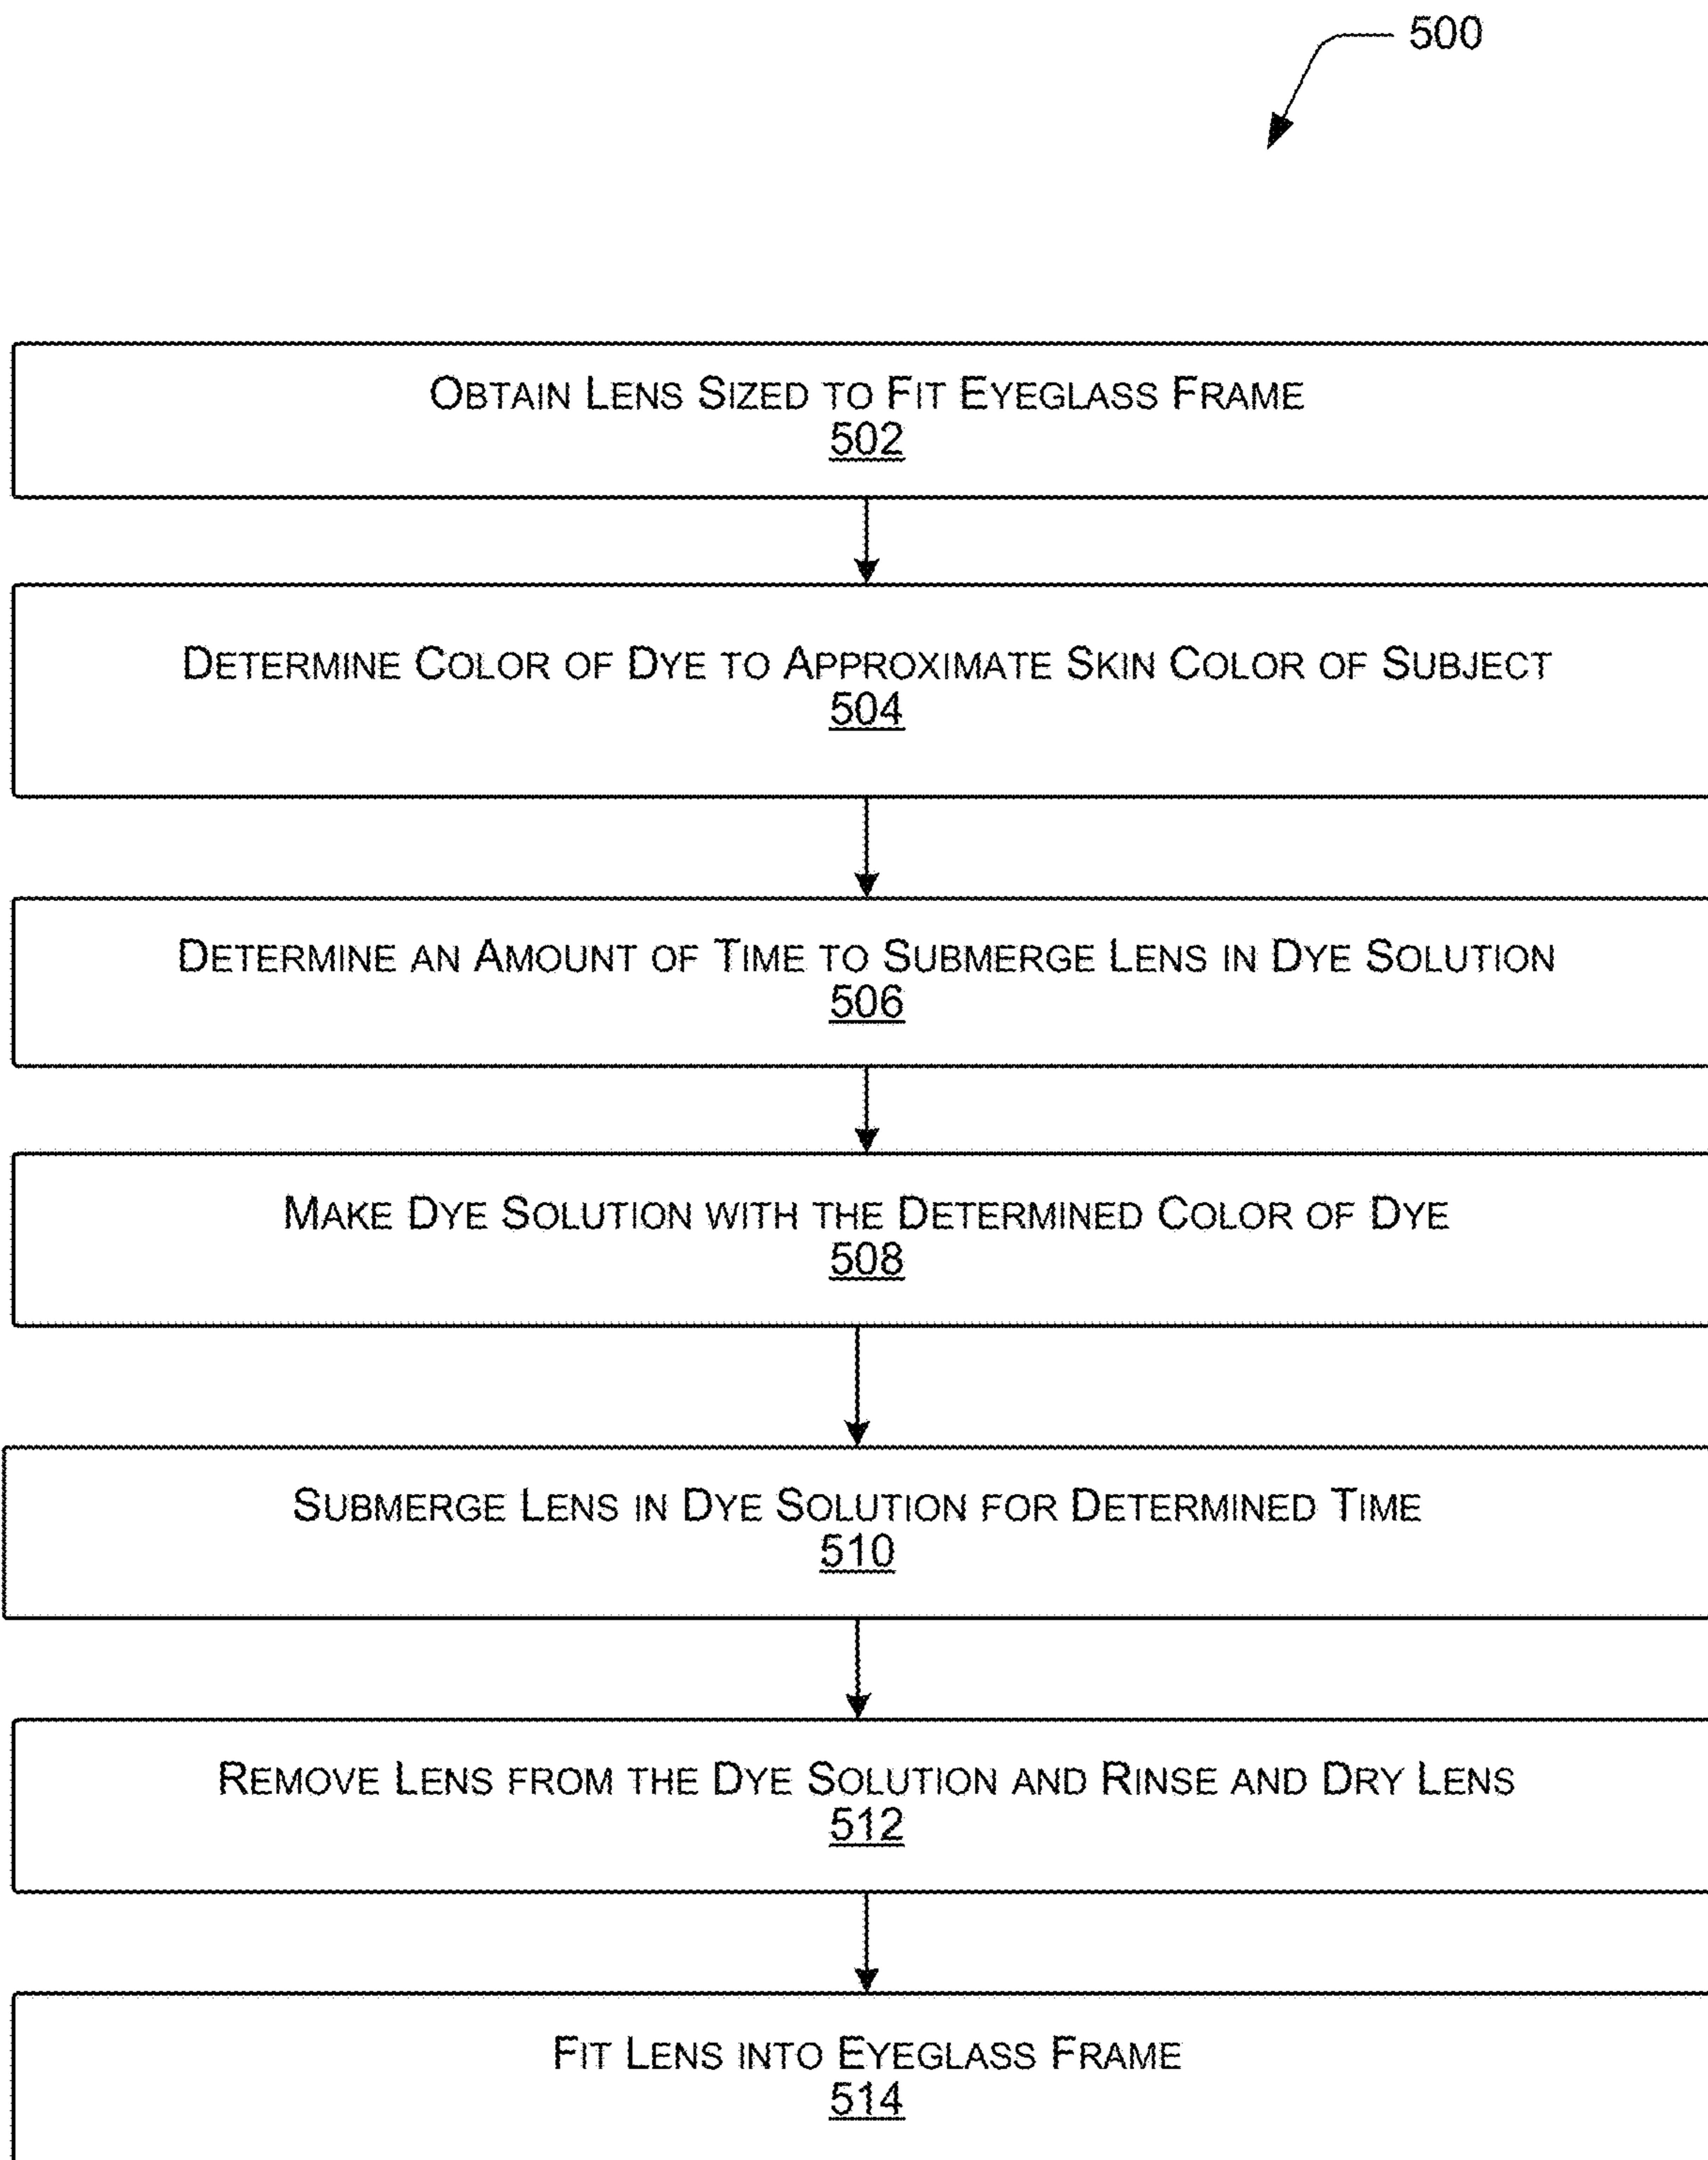 500
OBTAIN LENS SIZED TO FIT EYEGLASS FRAME
502
DETERMINE COLOR OF DYE TO APPROXIMATE SKIN COLOR OF SUBJECT
504
DETERMINE AN AMOUNT OF TIME TO SUBMERGE LENS IN DYE SOLUTION
506
MAKE DYE SOLUTION WITH THE DETERMINED COLOR OF DYE
508
SUBMERGE LENS IN DYE SOLUTION FOR DETERMINED TIME
510
REMOVE LENS FROM THE DYE SOLUTION AND RINSE AND DRY LENS
512
FIT LENS INTO EYEGLASS FRAME
514